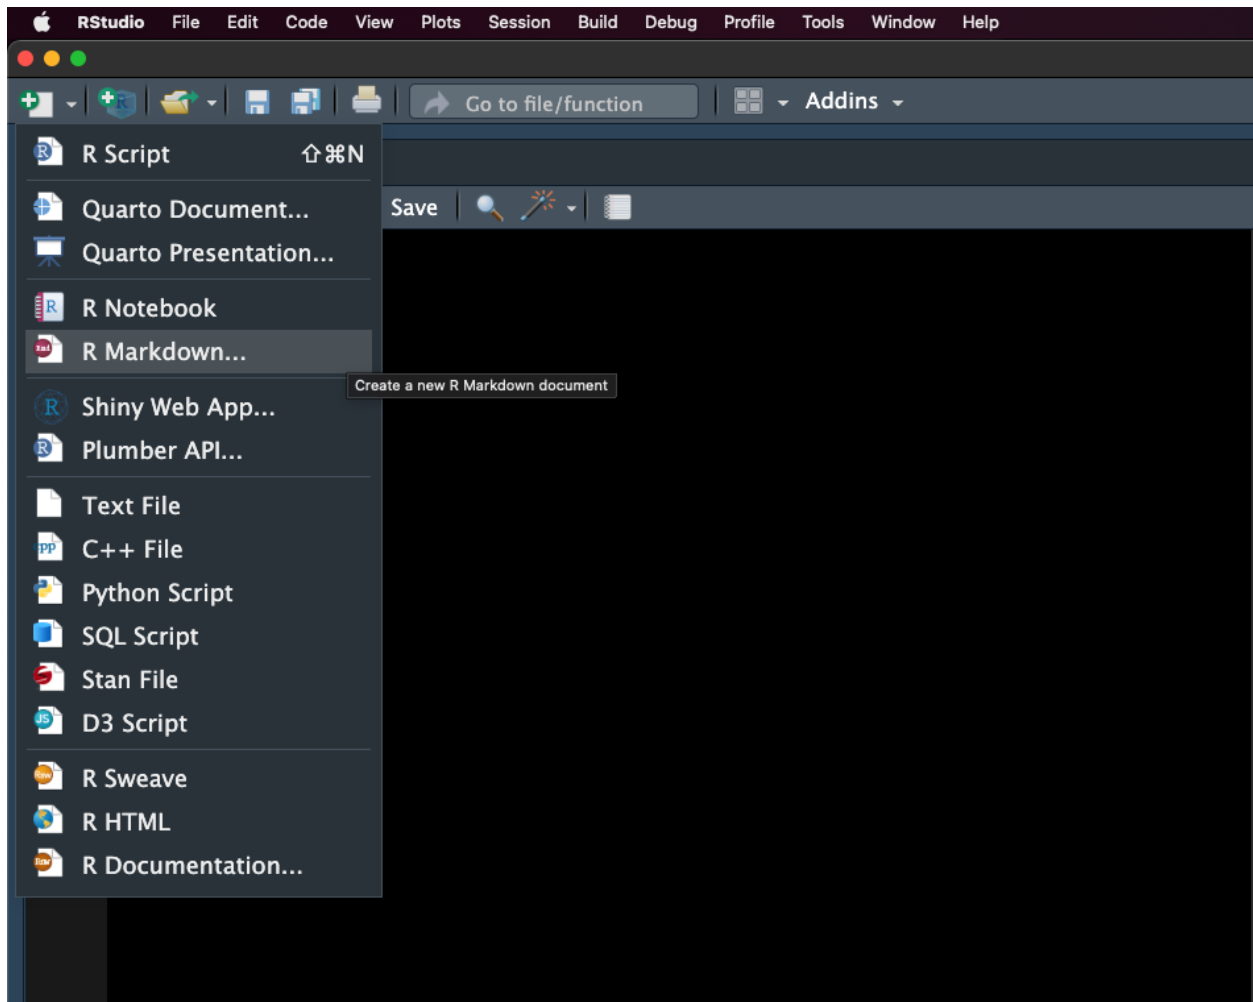 RStudio File Edit Code View Plots Session Build Debug Profile Tools Window Help
Go to file/function Addins
R Script ⇧⌘N
Save
Quarto Document...
Quarto Presentation...
R Notebook
R Markdown...
Create a new R Markdown document
Shiny Web App...
Plumber API...
Text File
C++ File
Python Script
SQL Script
Stan File
D3 Script
R Sweave
R HTML
R Documentation...